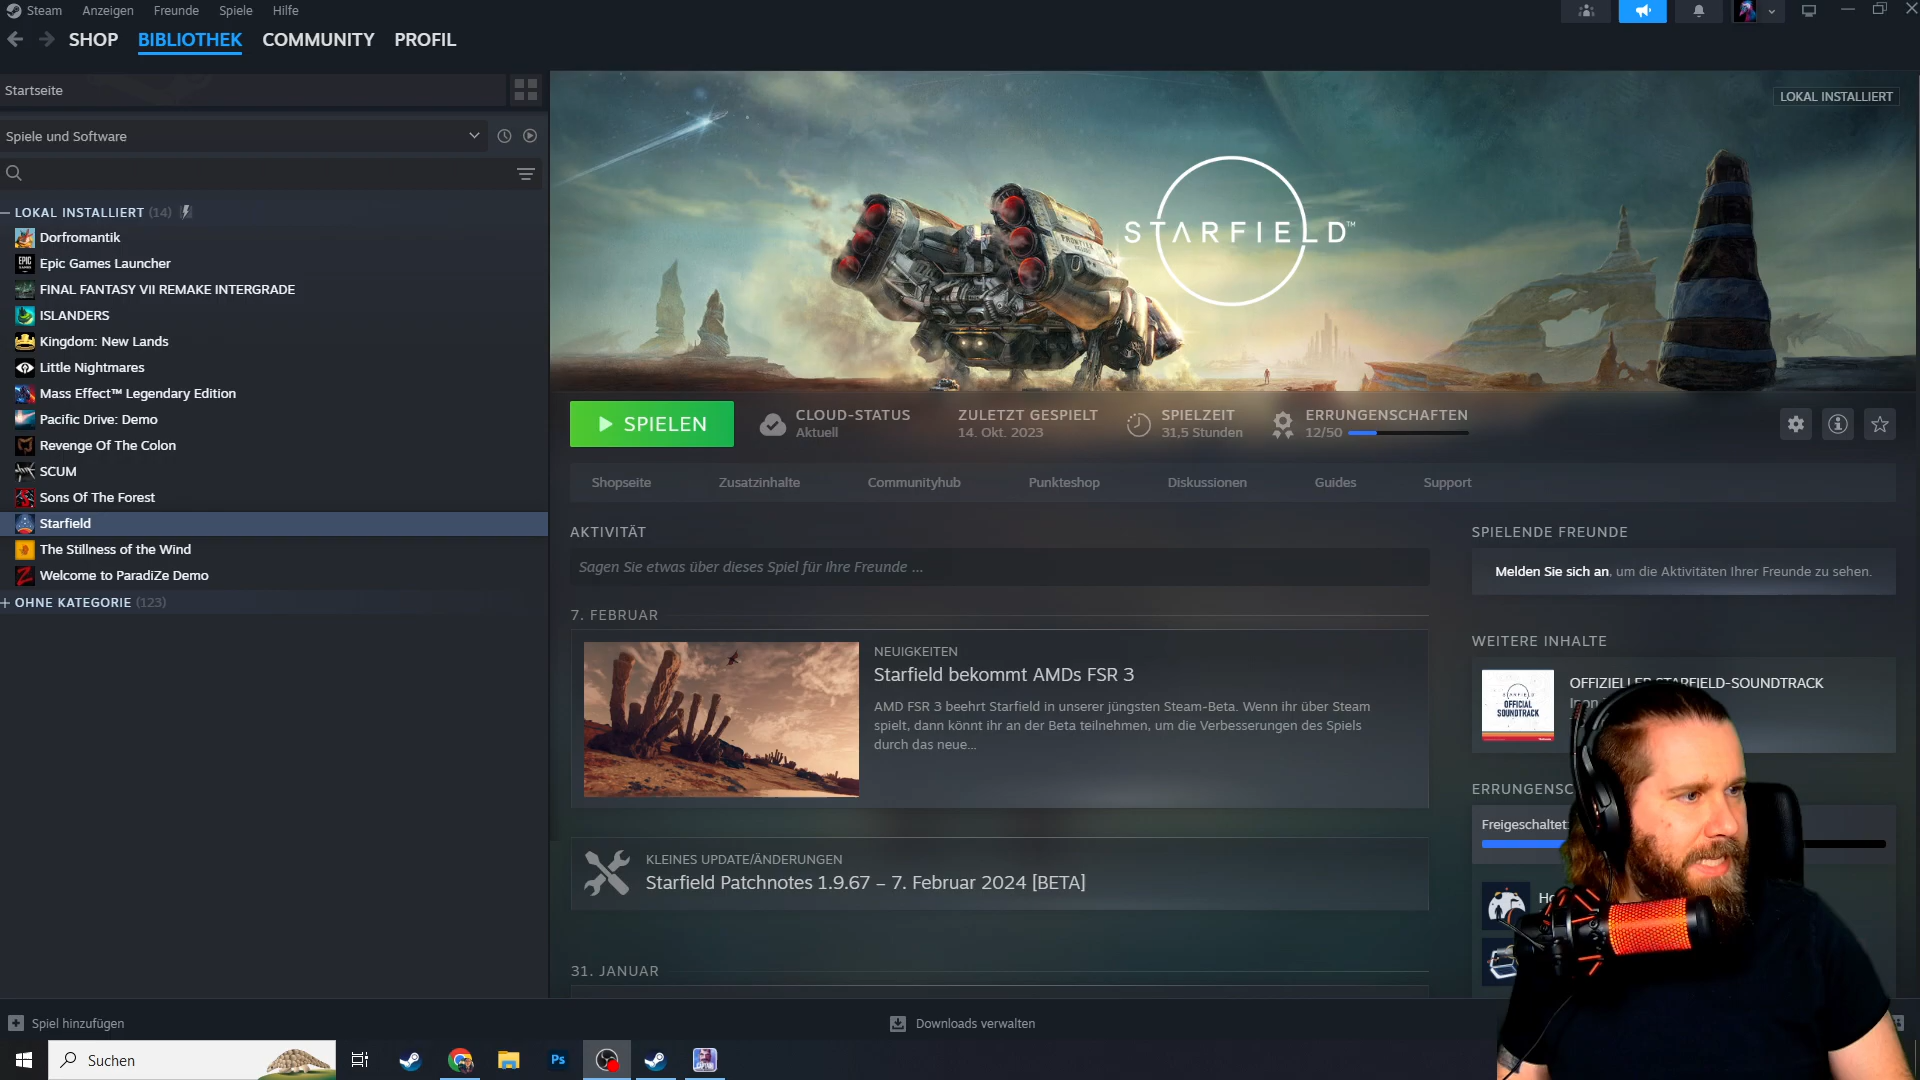 Steam Anzeigen Freunde Spiele Hilfe
SHOP BIBLIOTHEK COMMUNITY PROFIL
Startseite
Spiele und Software
LOKAL INSTALLIERT (14)
Dorfromantik
EPIC GAMES
Epic Games Launcher
FINAL FANTASY VII REMAKE INTERGRADE
ISLANDERS
Kingdom: New Lands
Little Nightmares
Mass Effect™ Legendary Edition
Pacific Drive: Demo
Revenge Of The Colon
SCUM
Sons Of The Forest
Starfield
The Stillness of the Wind
Welcome to ParadiZe Demo
OHNE KATEGORIE (123)
LOKAL INSTALLIERT
STARFIELD™
FRONTIER
SPIELEN
CLOUD-STATUS
Aktuell
ZULETZT GESPIELT
14. Okt. 2023
SPIELZEIT
31,5 Stunden
ERRUNGENSCHAFTEN
12/50
Shopseite Zusatzinhalte Communityhub Punkteshop Diskussionen Guides Support
AKTIVITÄT
Sagen Sie etwas über dieses Spiel für Ihre Freunde ...
7. FEBRUAR
NEUIGKEITEN
Starfield bekommt AMDs FSR 3
AMD FSR 3 beehrt Starfield in unserer jüngsten Steam-Beta. Wenn ihr über Steam
spielt, dann könnt ihr an der Beta teilnehmen, um die Verbesserungen des Spiels
durch das neue...
KLEINES UPDATE/ÄNDERUNGEN
Starfield Patchnotes 1.9.67 – 7. Februar 2024 [BETA]
31. JANUAR
SPIELENDE FREUNDE
Melden Sie sich an, um die Aktivitäten Ihrer Freunde zu sehen.
WEITERE INHALTE
STARFIELD
OFFICIAL
SOUNDTRACK
OFFIZIELLER STARFIELD-SOUNDTRACK
ERRUNGENSC
Freigeschaltet:
Spiel hinzufügen
Downloads verwalten
Suchen
Ps